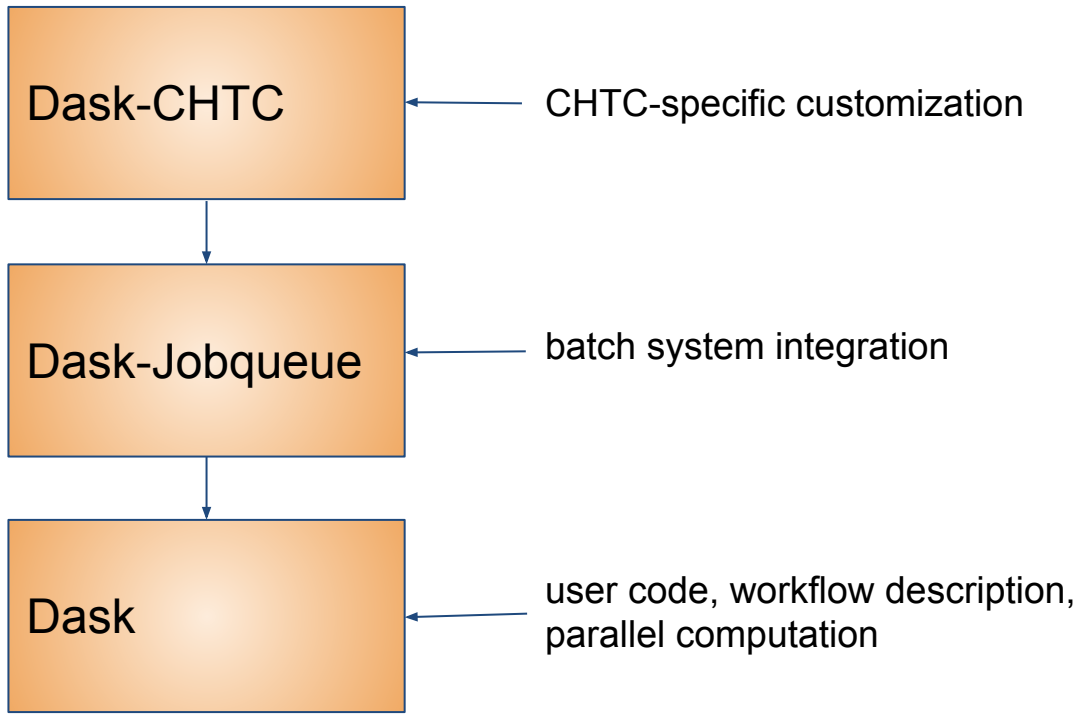 Dask-CHTC
CHTC-specific customization
Dask-Jobqueue
batch system integration
Dask
user code, workflow description,
parallel computation